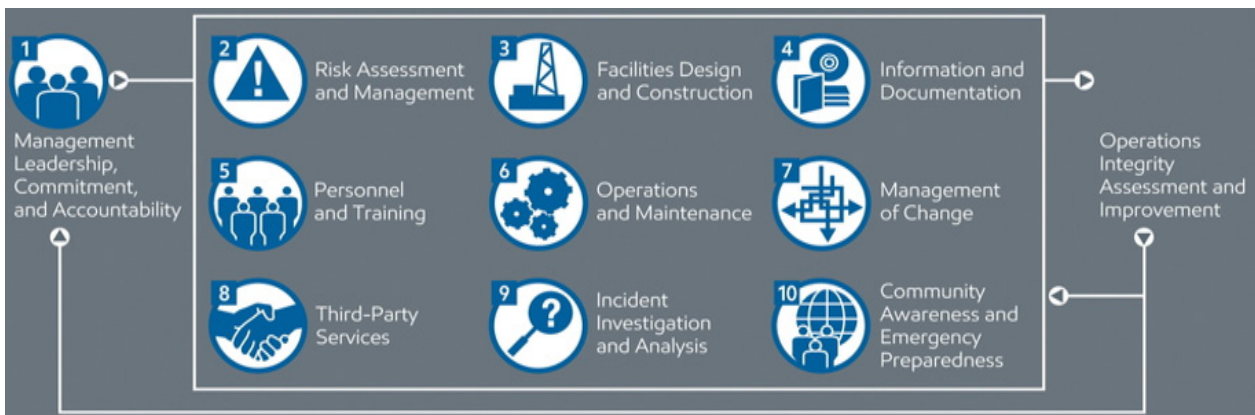 1
Management
Leadership,
Commitment,
and Accountability
2
Risk Assessment
and Management
3
Facilities Design
and Construction
4
Information and
Documentation
5
Personnel
and Training
6
Operations
and Maintenance
7
Management
of Change
8
Third-Party
Services
9
?
Incident
Investigation
and Analysis
10
Community
Awareness and
Emergency
Preparedness
Operations
Integrity
Assessment and
Improvement